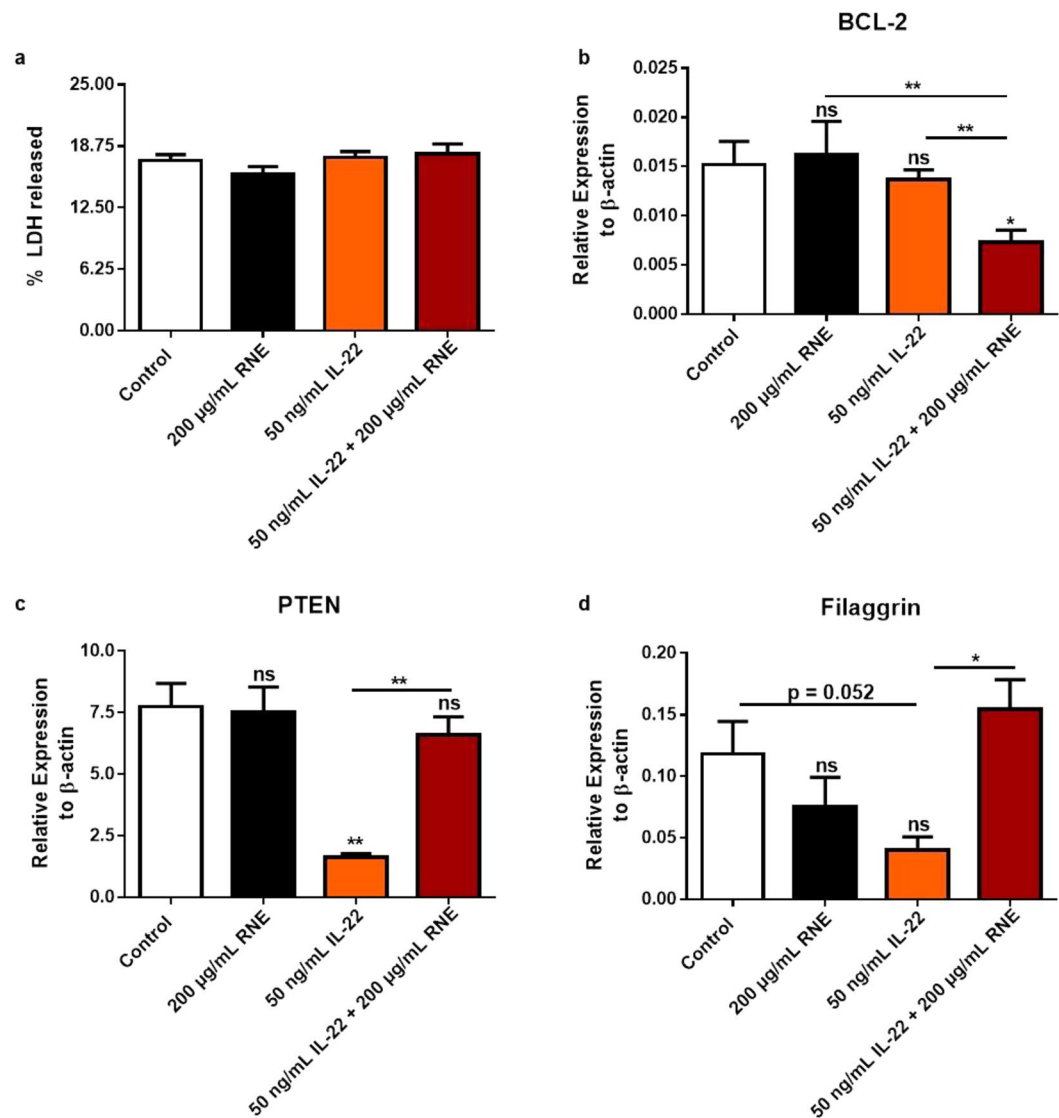 a
25.00
18.75
12.50
6.25
0.00
% LDH released
Control
200 µg/mL RNE
50 ng/mL IL-22
50 ng/mL IL-22 + 200 µg/mL RNE
b
BCL-2
0.025
0.020
0.015
0.010
0.005
0.000
Relative Expression
to β-actin
**
**
ns
ns
*
Control
200 µg/mL RNE
50 ng/mL IL-22
50 ng/mL IL-22 + 200 µg/mL RNE
c
PTEN
10.0
7.5
5.0
2.5
0.0
Relative Expression
to β-actin
ns
**
ns
**
Control
200 µg/mL RNE
50 ng/mL IL-22
50 ng/mL IL-22 + 200 µg/mL RNE
d
Filaggrin
0.20
0.15
0.10
0.05
0.00
Relative Expression
to β-actin
*
p = 0.052
ns
ns
Control
200 µg/mL RNE
50 ng/mL IL-22
50 ng/mL IL-22 + 200 µg/mL RNE